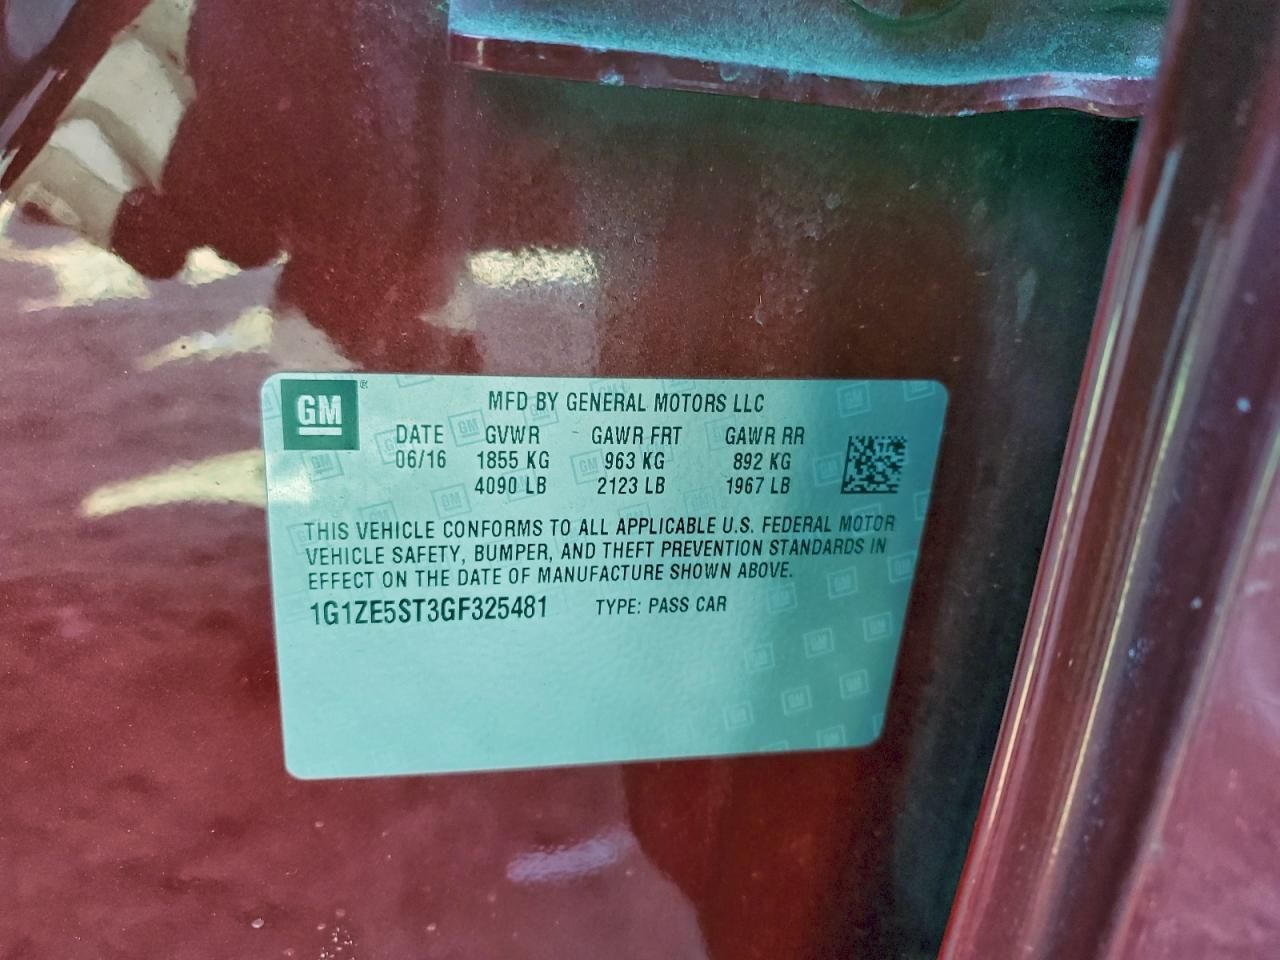 GM
®
MFD BY GENERAL MOTORS LLC
DATE GVWR GAWR FRT GAWR RR
06/16 1855 KG 963 KG 892 KG
4090 LB 2123 LB 1967 LB
THIS VEHICLE CONFORMS TO ALL APPLICABLE U.S. FEDERAL MOTOR
VEHICLE SAFETY, BUMPER, AND THEFT PREVENTION STANDARDS IN
EFFECT ON THE DATE OF MANUFACTURE SHOWN ABOVE.
1G1ZE5ST3GF325481 TYPE: PASS CAR